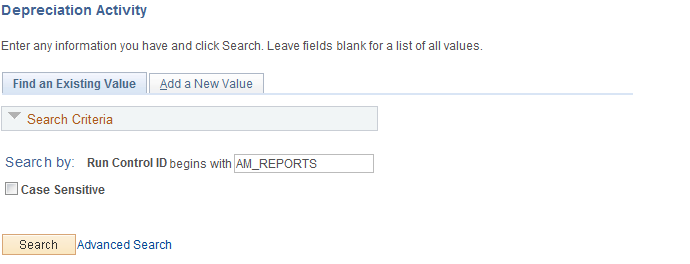 Depreciation Activity
Enter any information you have and click Search. Leave fields blank for a list of all values.
Find an Existing Value Add a New Value
Search Criteria
Search by: Run Control ID begins with AM_REPORTS
Case Sensitive
Search Advanced Search